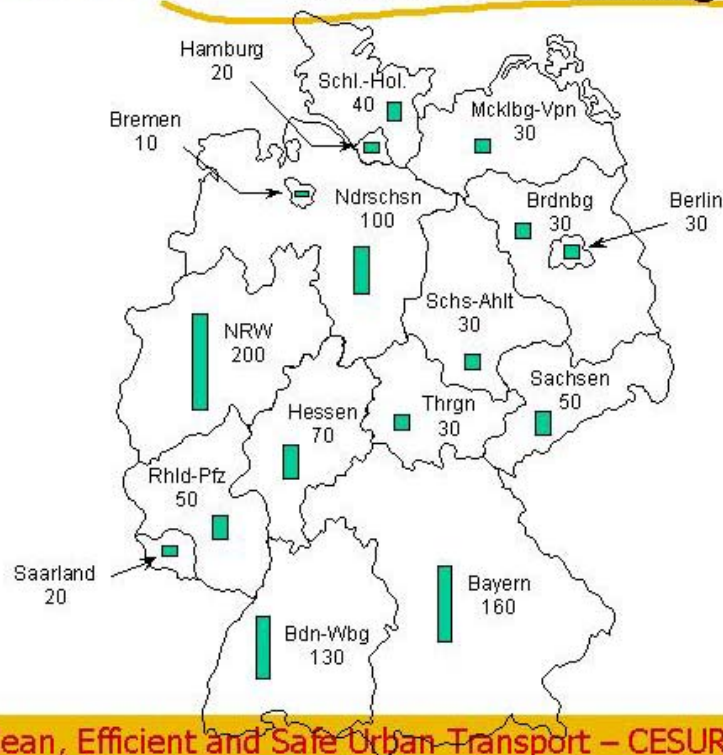 Hamburg
20
Schl.-Hol.
40
Mcklbg-Vpn
30
Bremen
10
Ndrschsn
100
Brdnbg
30
Berlin
30
Schs-Ahlt
30
NRW
200
Sachsen
50
Hessen
70
Thrgn
30
Rhld-Pfz
50
Saarland
20
Bayern
160
Bdn-Wbg
130
ean, Efficient and Safe Urban Transport – CESUR